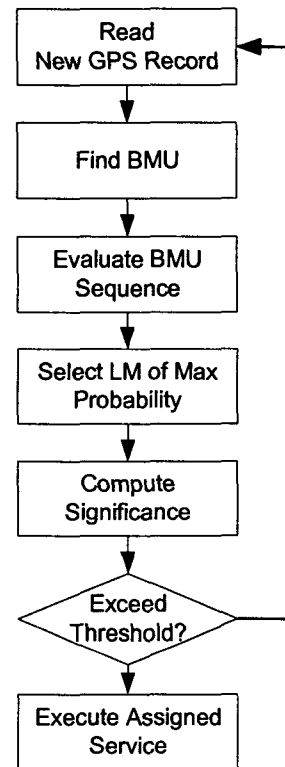 Read
New GPS Record
Find BMU
Evaluate BMU
Sequence
Select LM of Max
Probability
Compute
Significance
Exceed
Threshold?
Execute Assigned
Service